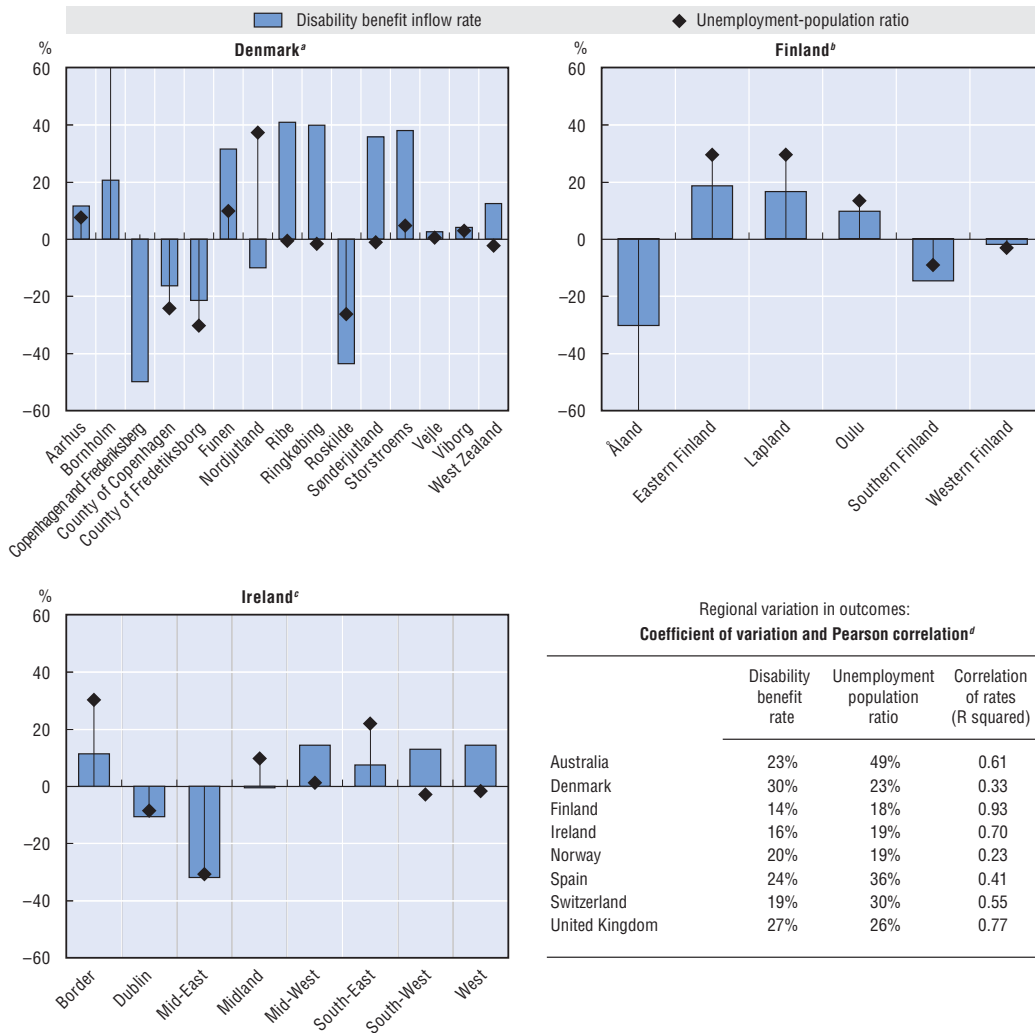 Disability benefit inflow rate
Unemployment-population ratio
%
Denmarkᵃ
60
40
20
0
–20
–40
–60
Aarhus
Bornholm
Copenhagen and Frederiksberg
County of Copenhagen
County of Fredetiksborg
Funen
Nordjutland
Ribe
Ringkøbing
Roskilde
Sønderjutland
Storstroems
Vejle
Viborg
West Zealand
%
Finlandᵇ
60
40
20
0
–20
–40
–60
Åland
Eastern Finland
Lapland
Oulu
Southern Finland
Western Finland
%
Irelandᶜ
60
40
20
0
–20
–40
–60
Border
Dublin
Mid-East
Midland
Mid-West
South-East
South-West
West
Regional variation in outcomes:
Coefficient of variation and Pearson correlationᵈ
Disability benefit rate
Unemployment population ratio
Correlation of rates (R squared)
Australia 23% 49% 0.61
Denmark 30% 23% 0.33
Finland 14% 18% 0.93
Ireland 16% 19% 0.70
Norway 20% 19% 0.23
Spain 24% 36% 0.41
Switzerland 19% 30% 0.55
United Kingdom 27% 26% 0.77